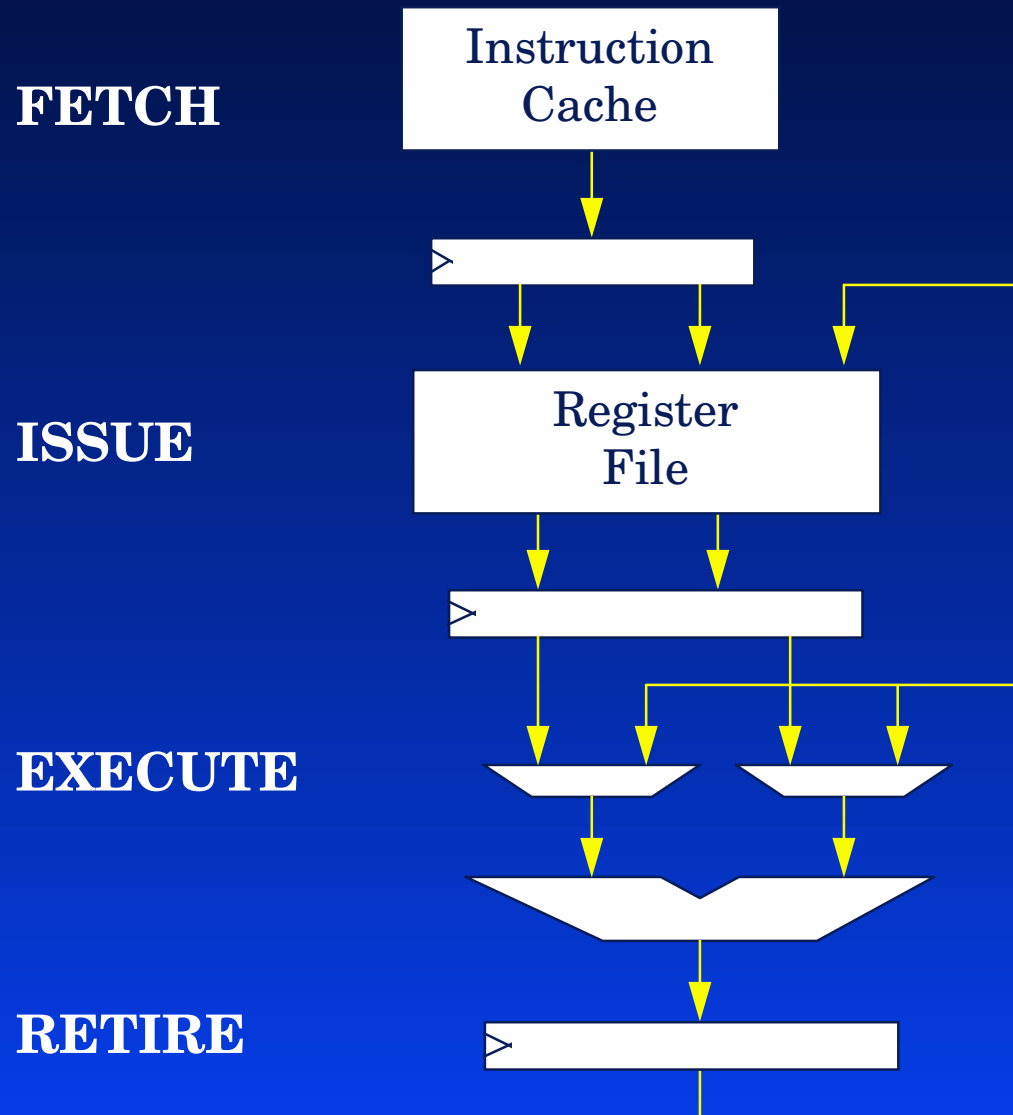 Instruction
Cache
FETCH
Register
File
ISSUE
EXECUTE
RETIRE